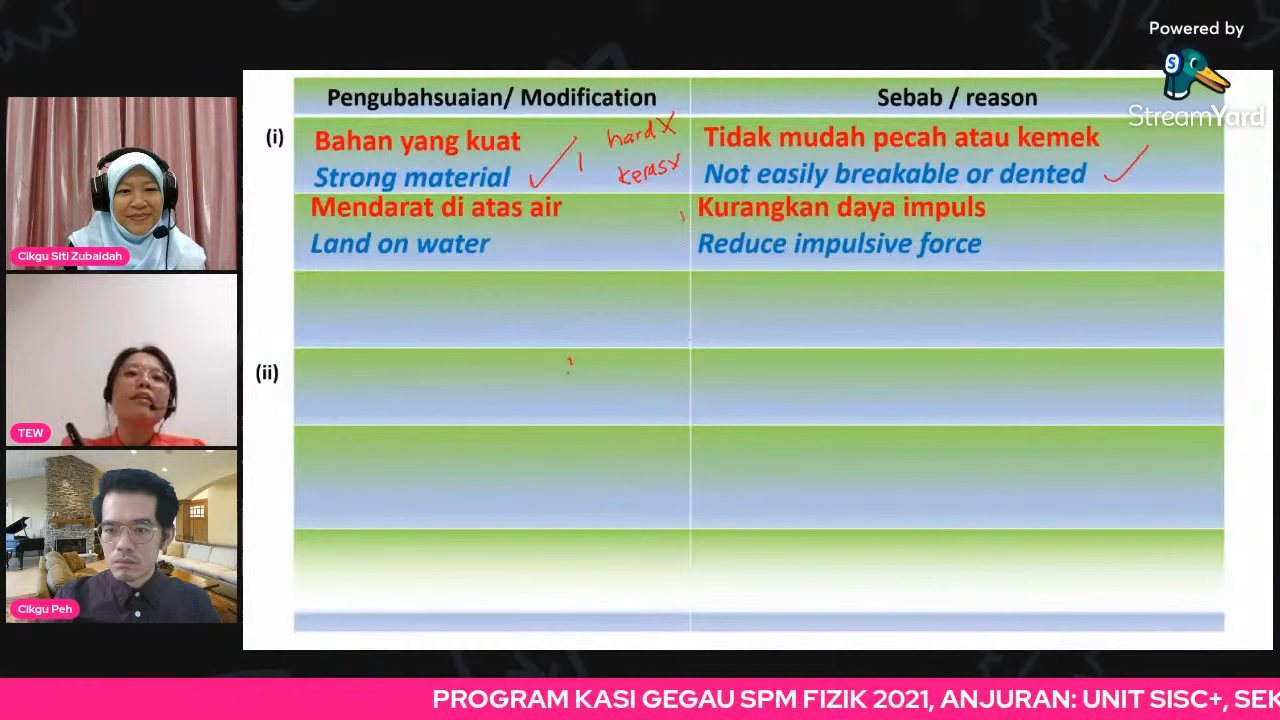 Powered by
S
StreamYard
Pengubahsuaian/ Modification
Sebab / reason
(i)
Bahan yang kuat
Strong material
1
hard X
keras x
Tidak mudah pecah atau kemek
Not easily breakable or dented
Mendarat di atas air
Land on water
Kurangkan daya impuls
Reduce impulsive force
(ii)
Cikgu Siti Zubaidah
TEW
Cikgu Peh
PROGRAM KASI GEGAU SPM FIZIK 2021, ANJURAN: UNIT SISC+, SEK